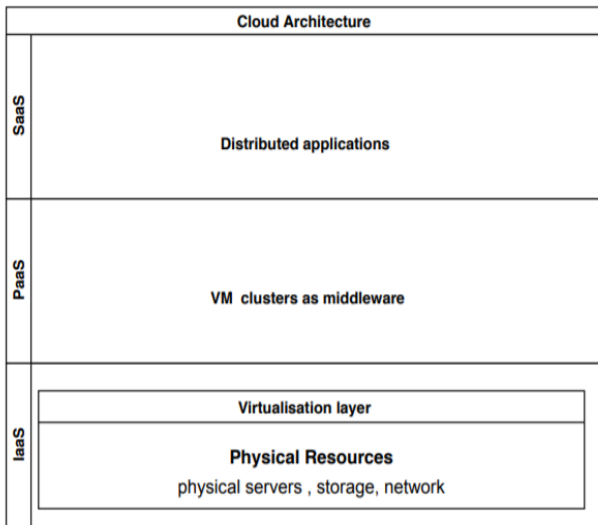 Cloud Architecture
SaaS
Distributed applications
PaaS
VM clusters as middleware
IaaS
Virtualisation layer
Physical Resources
physical servers , storage, network